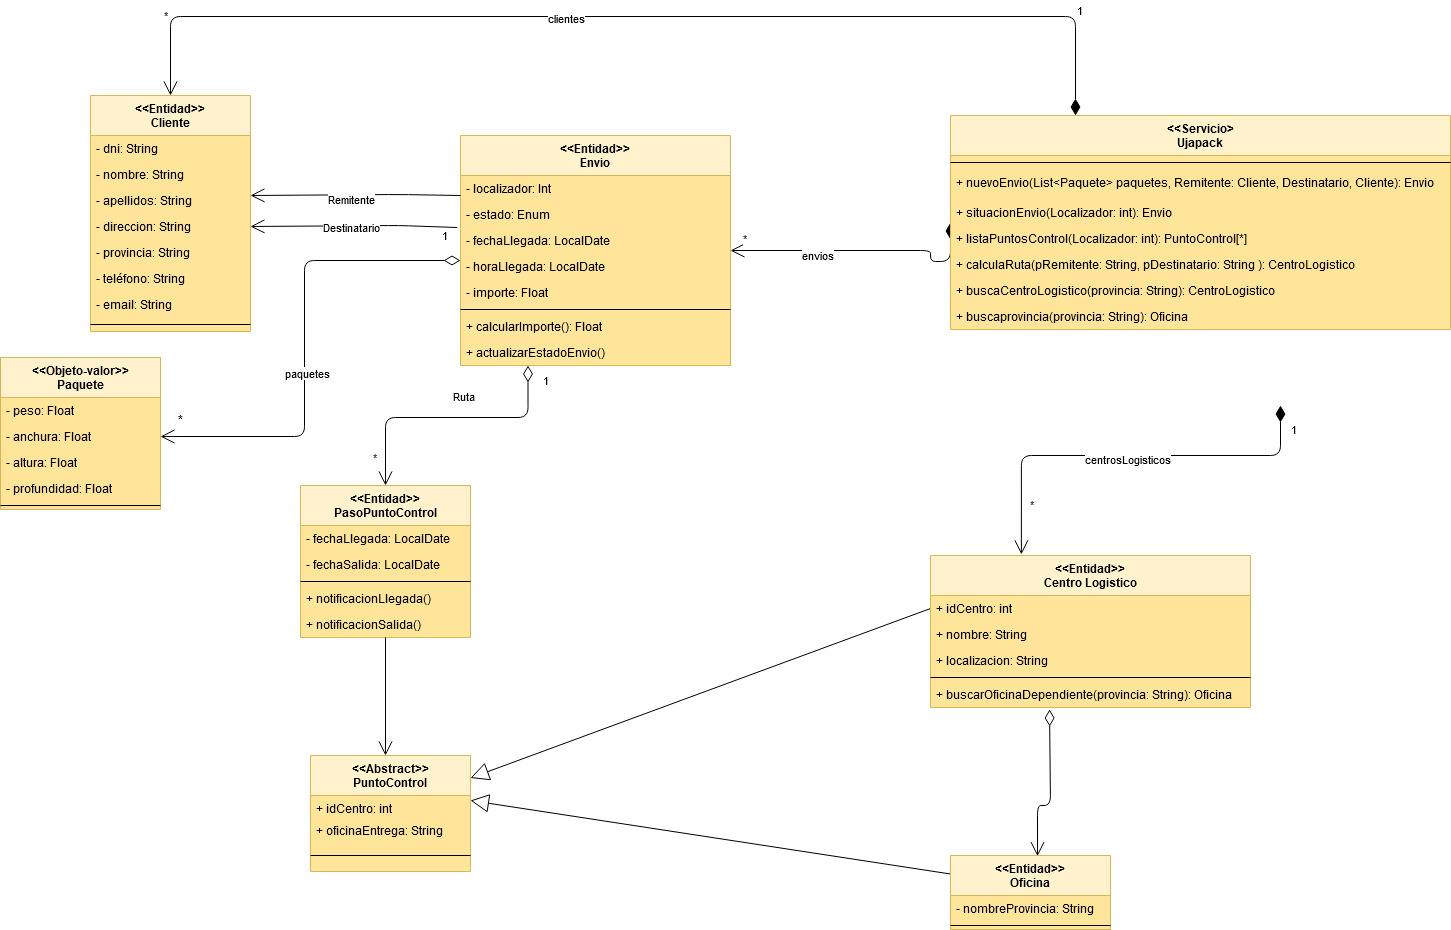 *
clientes
1
<<Entidad>>
Cliente
- dni: String
- nombre: String
- apellidos: String
- direccion: String
- provincia: String
- teléfono: String
- email: String
<<Entidad>>
Envio
- localizador: Int
- estado: Enum
- fechaLlegada: LocalDate
- horaLlegada: LocalDate
- importe: Float
+ calcularImporte(): Float
+ actualizarEstadoEnvio()
<<Servicio>
Ujapack
+ nuevoEnvio(List<Paquete> paquetes, Remitente: Cliente, Destinatario, Cliente): Envio
+ situacionEnvio(Localizador: int): Envio
+ listaPuntosControl(Localizador: int): PuntoControl[*]
+ calculaRuta(pRemitente: String, pDestinatario: String ): CentroLogistico
+ buscaCentroLogistico(provincia: String): CentroLogistico
+ buscaprovincia(provincia: String): Oficina
Remitente
Destinatario
1
*
envios
paquetes
*
<<Objeto-valor>>
Paquete
- peso: Float
- anchura: Float
- altura: Float
- profundidad: Float
1
Ruta
*
<<Entidad>>
PasoPuntoControl
- fechaLlegada: LocalDate
- fechaSalida: LocalDate
+ notificacionLlegada()
+ notificacionSalida()
1
centrosLogisticos
*
<<Entidad>>
Centro Logistico
+ idCentro: int
+ nombre: String
+ localizacion: String
+ buscarOficinaDependiente(provincia: String): Oficina
<<Abstract>>
PuntoControl
+ idCentro: int
+ oficinaEntrega: String
<<Entidad>>
Oficina
- nombreProvincia: String